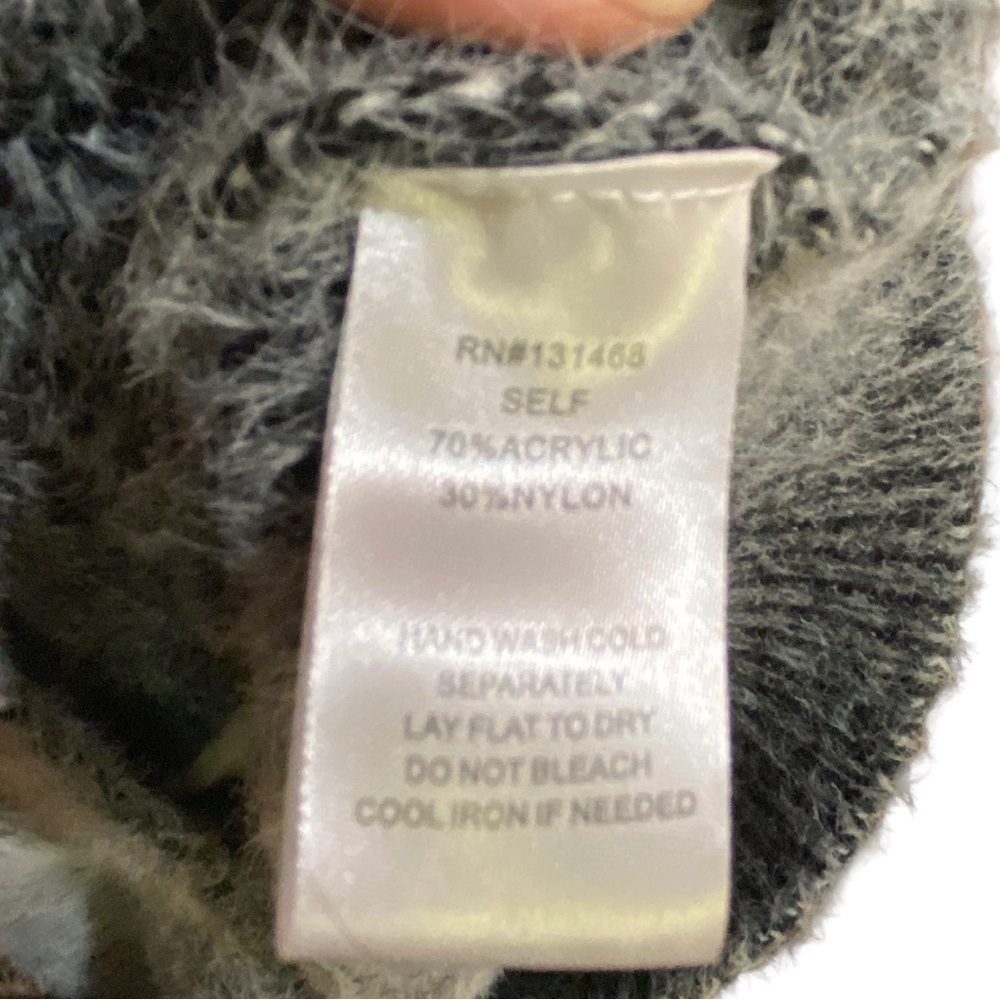 RN#131468
SELF
70%ACRYLIC
30%NYLON
HAND WASH COLD
SEPARATELY
LAY FLAT TO DRY
DO NOT BLEACH
COOL IRON IF NEEDED